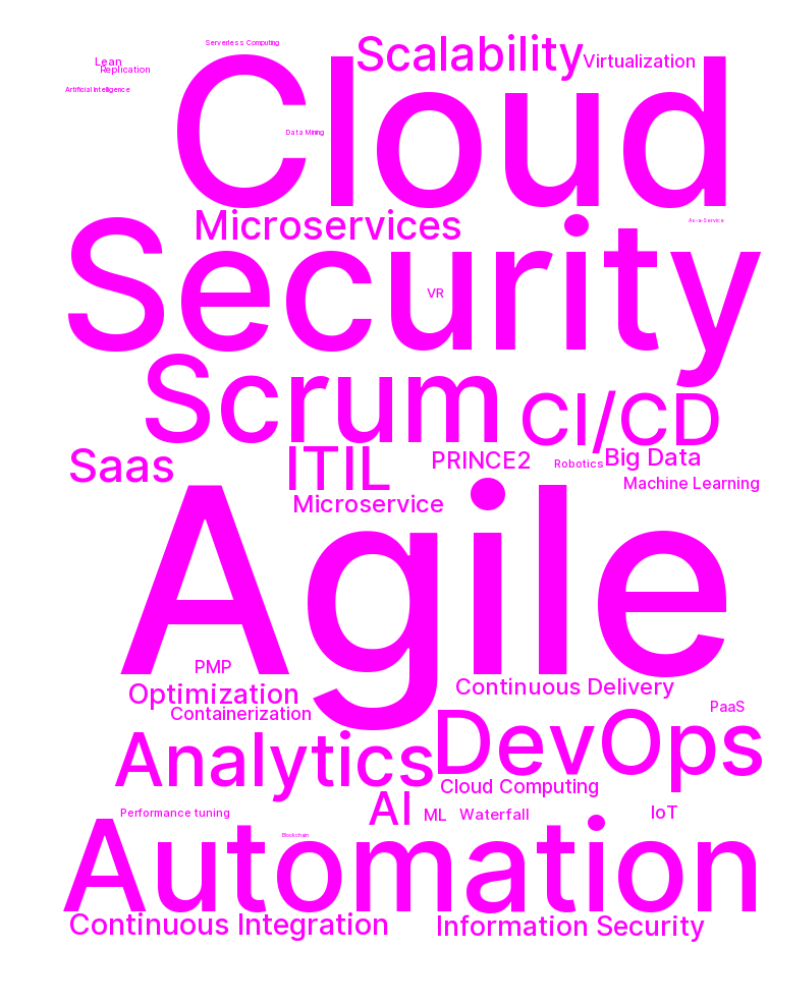 Serverless Computing
Scalability
Lean
Virtualization
Replication
Artificial Intelligence
Cloud
Data Mining
Microservices
As-a-Service
Security
VR
Scrum
CI/CD
Saas
ITIL
PRINCE2
Robotics
Big Data
Machine Learning
Microservice
Agile
PMP
Optimization
Continuous Delivery
Containerization
PaaS
Analytics
DevOps
Cloud Computing
AI
ML
Waterfall
IoT
Performance tuning
Blockchain
Automation
Continuous Integration
Information Security